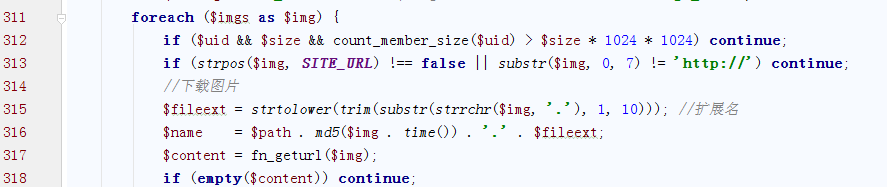 311 foreach ($imgs as $img) {
312 if ($uid && $size && count_member_size($uid) > $size * 1024 * 1024) continue;
313 if (strpos($img, SITE_URL) !== false || substr($img, 0, 7) != 'http://') continue;
314 //下载图片
315 $fileext = strtolower(trim(substr(strrchr($img, '.'), 1, 10))); //扩展名
316 $name = $path . md5($img . time()) . '.' . $fileext;
317 $content = fn_geturl($img);
318 if (empty($content)) continue;